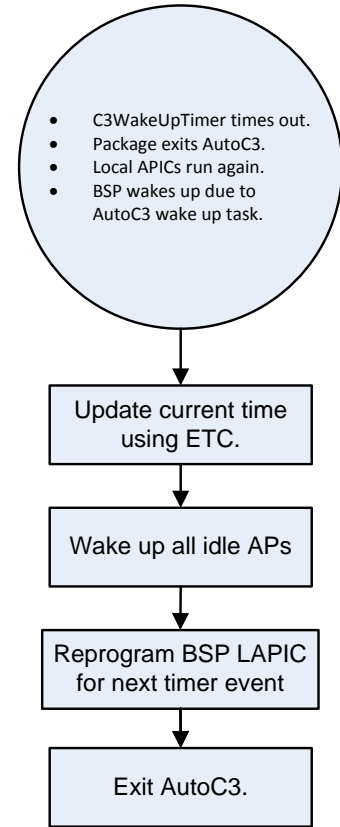 • C3WakeUpTimer times out.
• Package exits AutoC3.
• Local APICs run again.
• BSP wakes up due to
AutoC3 wake up task.
Update current time
using ETC.
Wake up all idle APs
Reprogram BSP LAPIC
for next timer event
Exit AutoC3.